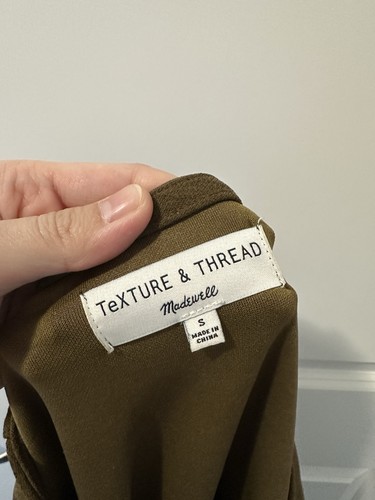 TeXTURE & THREAD
Madewell
S
MADE IN
CHINA